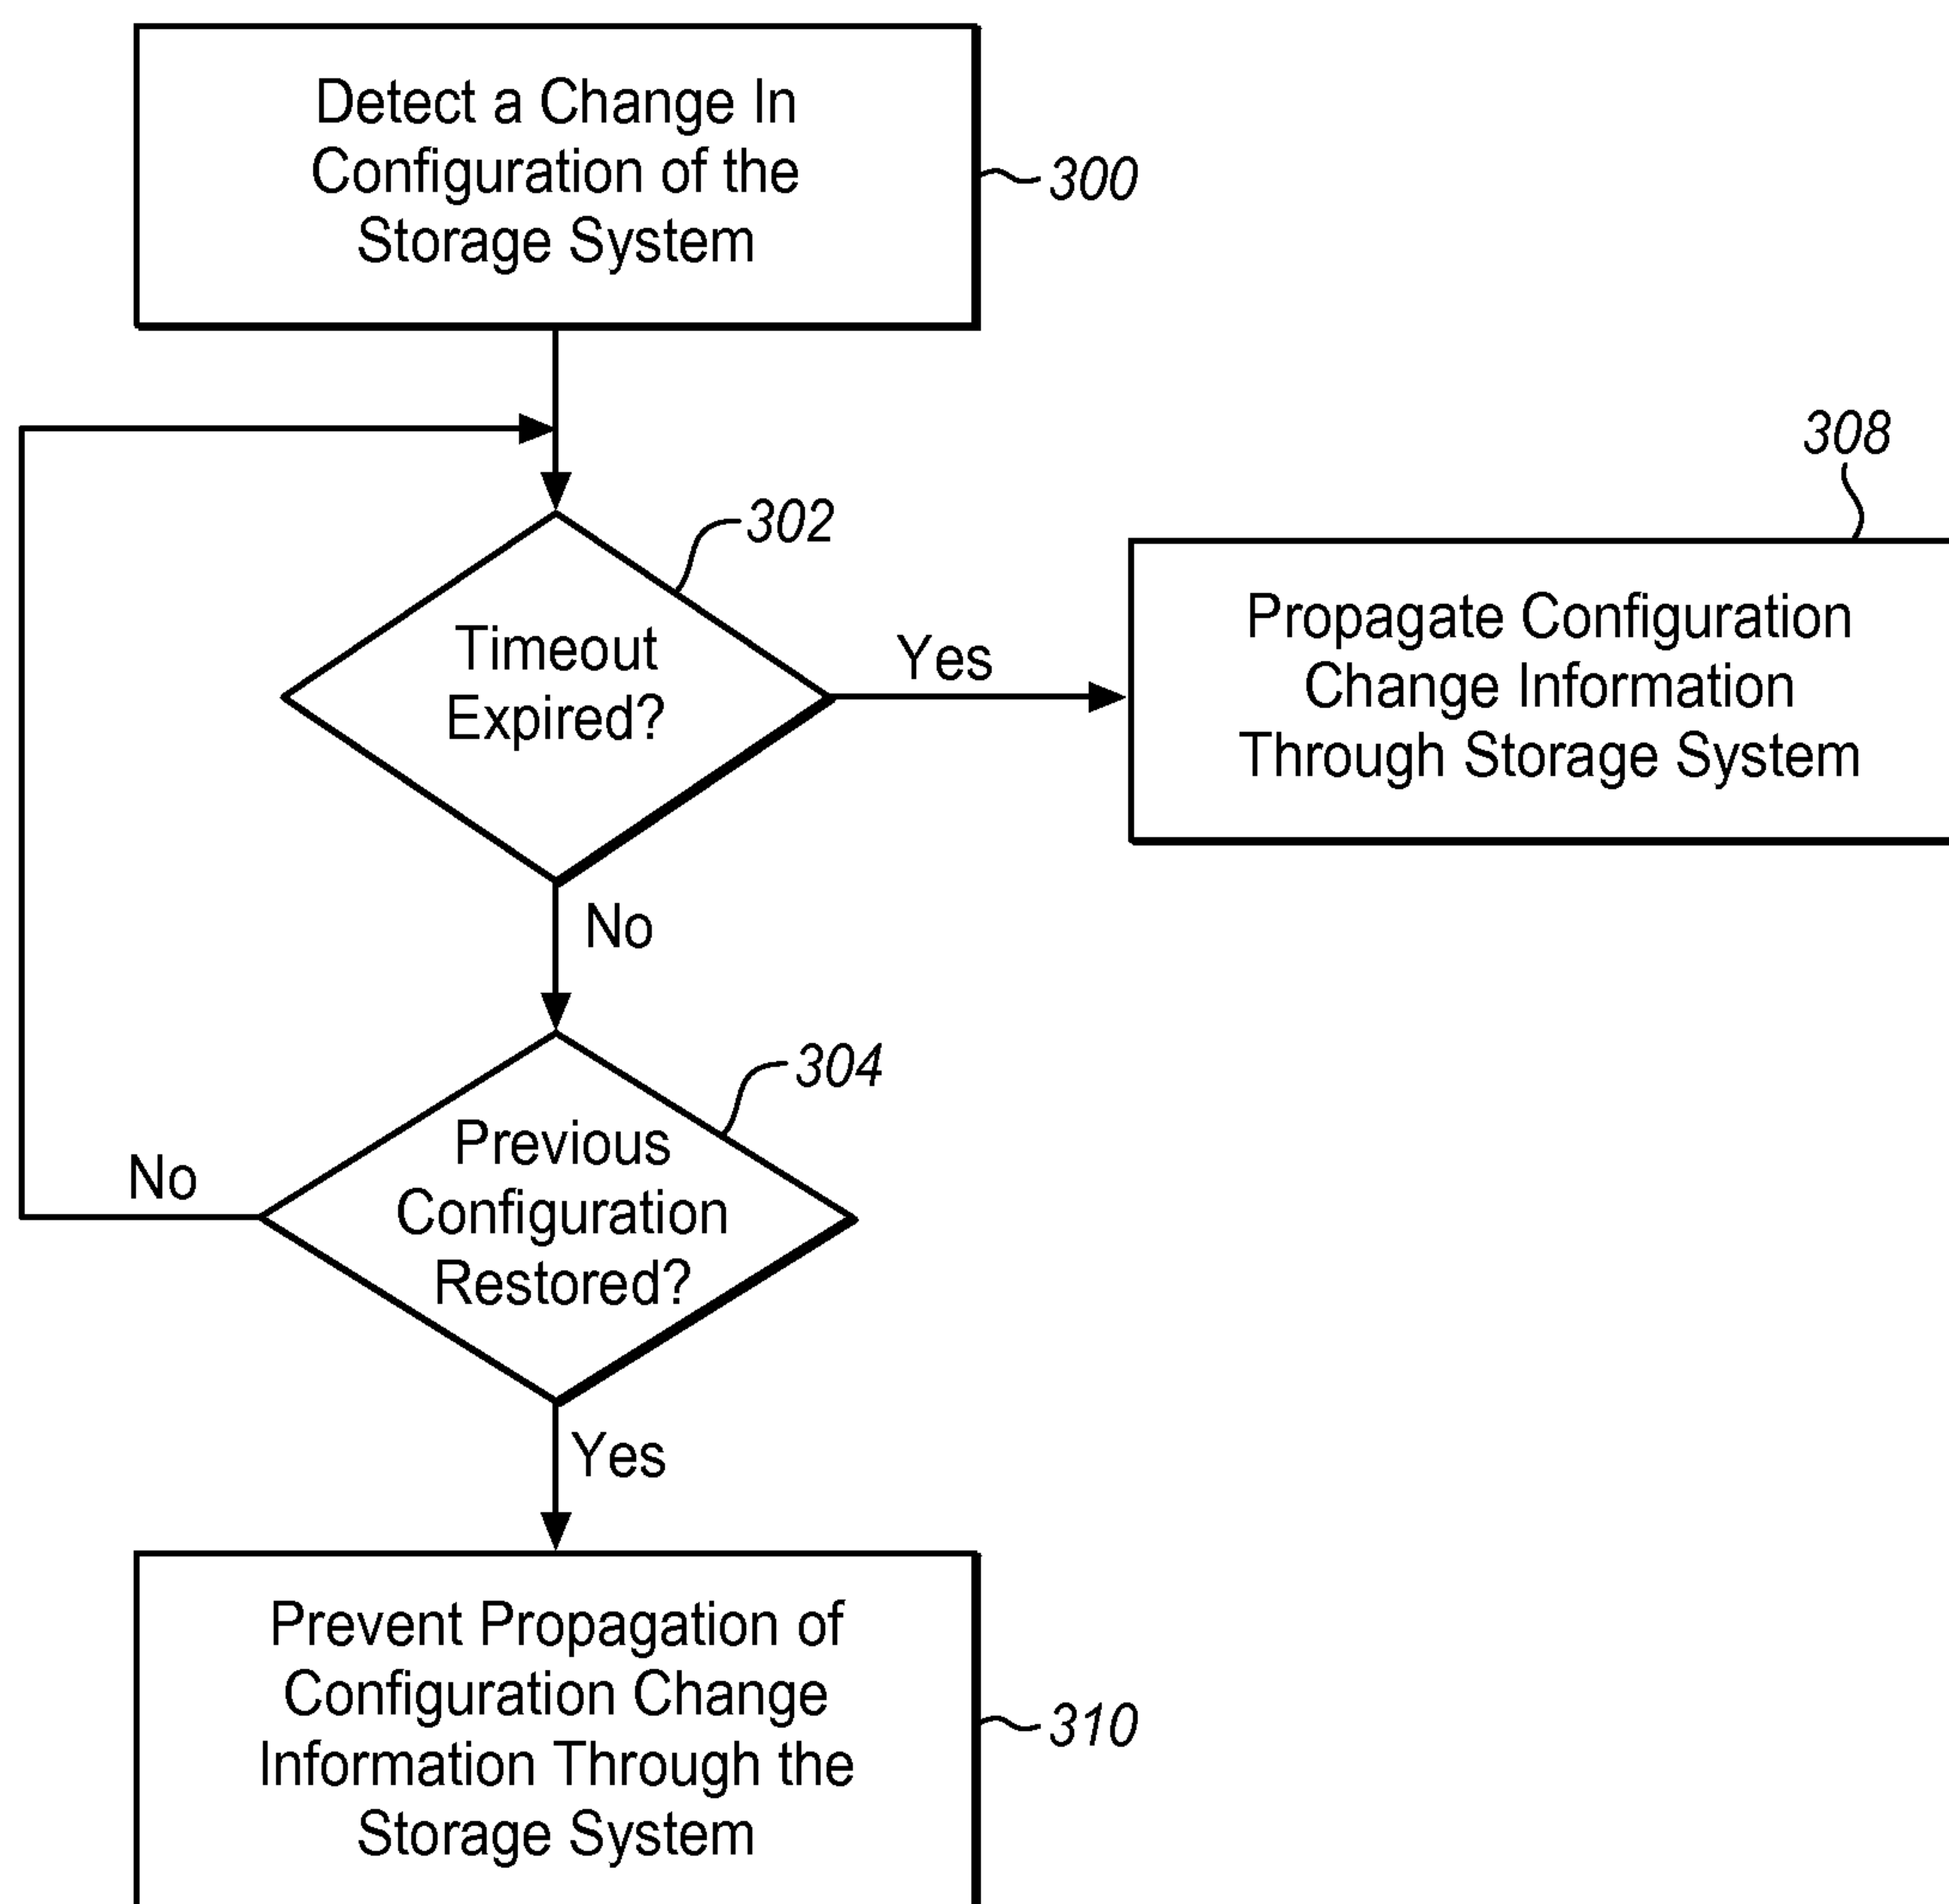 Detect a Change In
Configuration of the
Storage System
300
302
Timeout
Expired?
Yes
308
Propagate Configuration
Change Information
Through Storage System
No
304
Previous
Configuration
Restored?
No
Yes
Prevent Propagation of
Configuration Change
Information Through the
Storage System
310